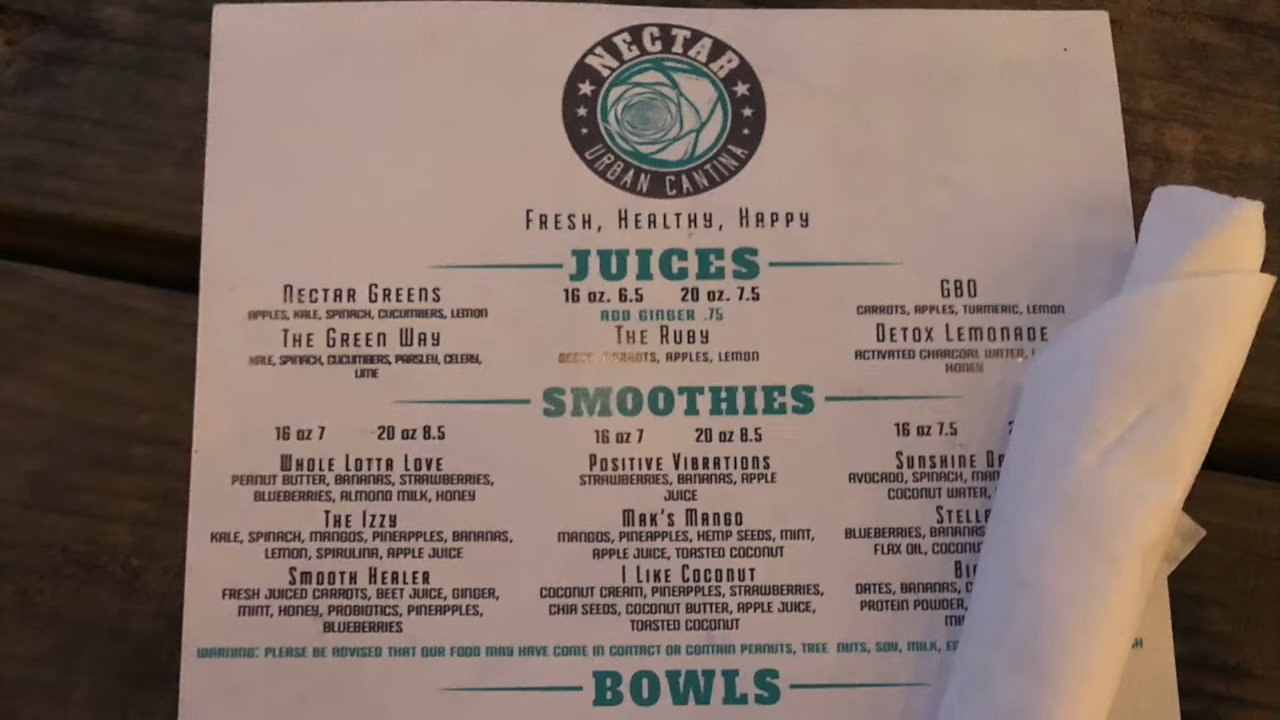 NECTAR
URBAN CANTINA
FRESH, HEALTHY, HAPPY
JUICES
16 oz. 6.5 20 oz. 7.5
ADD GINGER .75
NECTAR GREENS
APPLES, KALE, SPINACH, CUCUMBERS, LEMON
THE GREEN WAY
KALE, SPINACH, CUCUMBERS, PARSLEY, CELERY,
LIME
THE RUBY
APPLES, LEMON
GBD
CARROTS, APPLES, TURMERIC, LEMON
DETOX LEMONADE
ACTIVATED CHARCOAL WATER,
HONEY
SMOOTHIES
16 oz 7 20 oz 8.5
WHOLE LOTTA LOVE
PEANUT BUTTER, BANANAS, STRAWBERRIES,
BLUEBERRIES, ALMOND MILK, HONEY
THE IZZY
KALE, SPINACH, MANGOS, PINEAPPLES, BANANAS,
LEMON, SPIRULINA, APPLE JUICE
SMOOTH HEALER
FRESH JUICED CARROTS, BEET JUICE, GINGER,
MINT, HONEY, PROBIOTICS, PINEAPPLES,
BLUEBERRIES
16 oz 7 20 oz 8.5
POSITIVE VIBRATIONS
STRAWBERRIES, BANANAS, APPLE
JUICE
MAK'S MANGO
MANGOS, PINEAPPLES, HEMP SEEDS, MINT,
APPLE JUICE, TOASTED COCONUT
I LIKE COCONUT
COCONUT CREAM, PINEAPPLES, STRAWBERRIES,
CHIA SEEDS, COCONUT BUTTER, APPLE JUICE,
TOASTED COCONUT
16 oz 7.5
SUNSHINE
AVOCADO, SPINACH,
COCONUT WATER,
BLUEBERRIES, BANANAS
FLAX OIL,
DATES, BANANAS,
PROTEIN POWDER,
WARNING: PLEASE BE ADVISED THAT OUR FOOD MAY HAVE COME IN CONTACT OR CONTAIN PEANUTS, TREE NUTS, SOY, MILK,
BOWLS